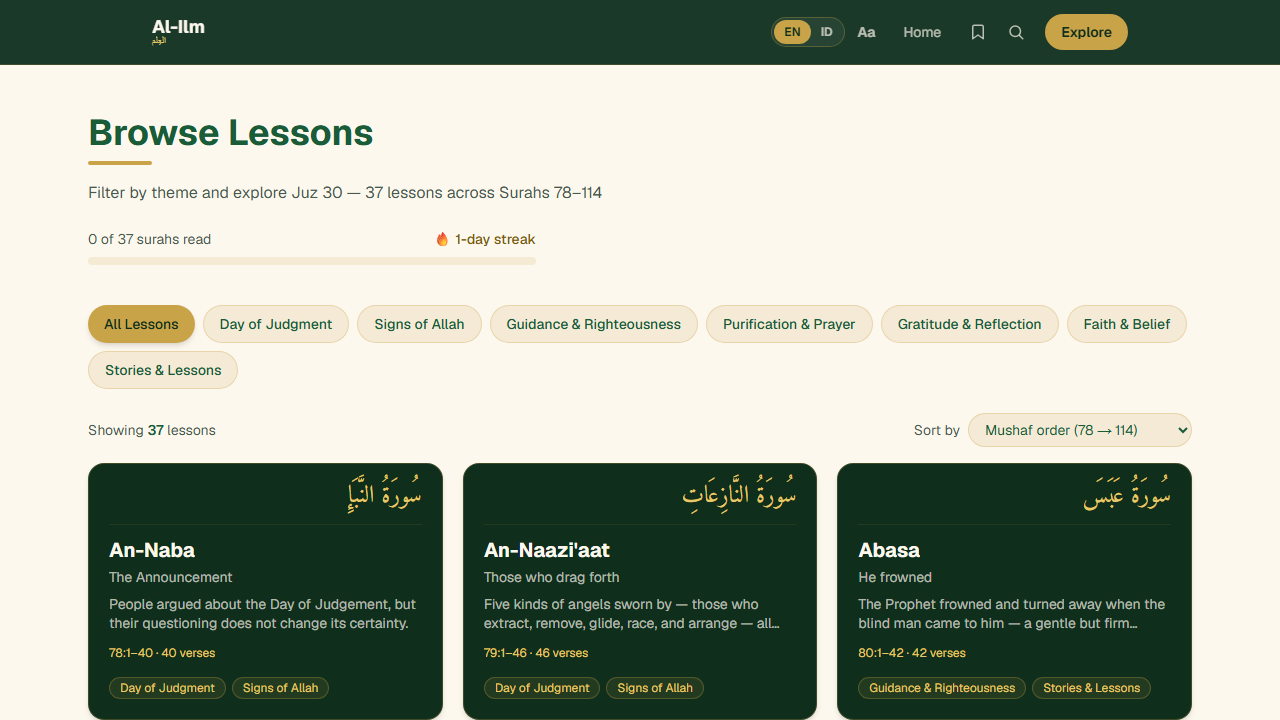 Al-Ilm
العِلم
EN ID Aa Home Explore
Browse Lessons
Filter by theme and explore Juz 30 — 37 lessons across Surahs 78–114
0 of 37 surahs read 🔥 1-day streak
All Lessons Day of Judgment Signs of Allah Guidance & Righteousness Purification & Prayer Gratitude & Reflection Faith & Belief
Stories & Lessons
Showing 37 lessons Sort by Mushaf order (78 → 114)
سُورَةُ النَّبَإِ
An-Naba
The Announcement
People argued about the Day of Judgement, but
their questioning does not change its certainty.
78:1–40 · 40 verses
Day of Judgment Signs of Allah
سُورَةُ النَّازِعَاتِ
An-Naazi'aat
Those who drag forth
Five kinds of angels sworn by — those who
extract, remove, glide, race, and arrange — all…
79:1–46 · 46 verses
Day of Judgment Signs of Allah
سُورَةُ عَبَسَ
Abasa
He frowned
The Prophet frowned and turned away when the
blind man came to him — a gentle but firm…
80:1–42 · 42 verses
Guidance & Righteousness Stories & Lessons